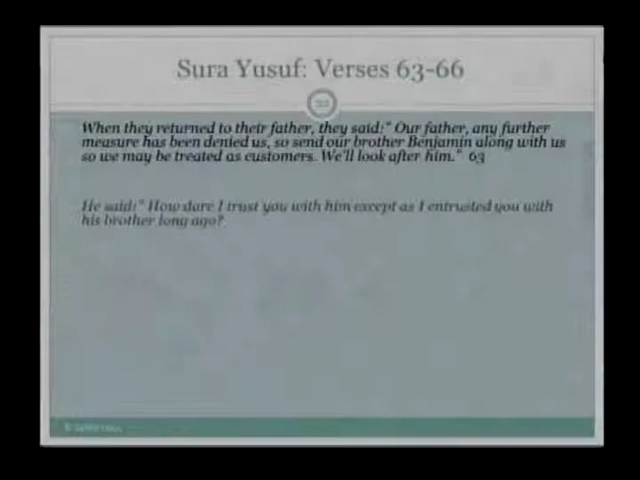 Sura Yusuf: Verses 63-66
When they returned to their father, they said:" Our father, any further
measure has been denied us, so send our brother Benjamin along with us
so we may be treated as customers. We'll look after him." 63
He said:" How dare I trust you with him except as I entrusted you with
his brother long ago?